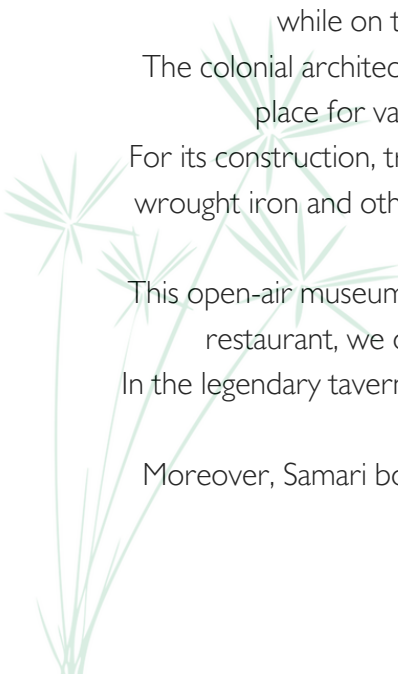 while on t
The colonial architec
place for va
For its construction, tr
wrought iron and oth
This open-air museum
restaurant, we c
In the legendary tavern
Moreover, Samari bo